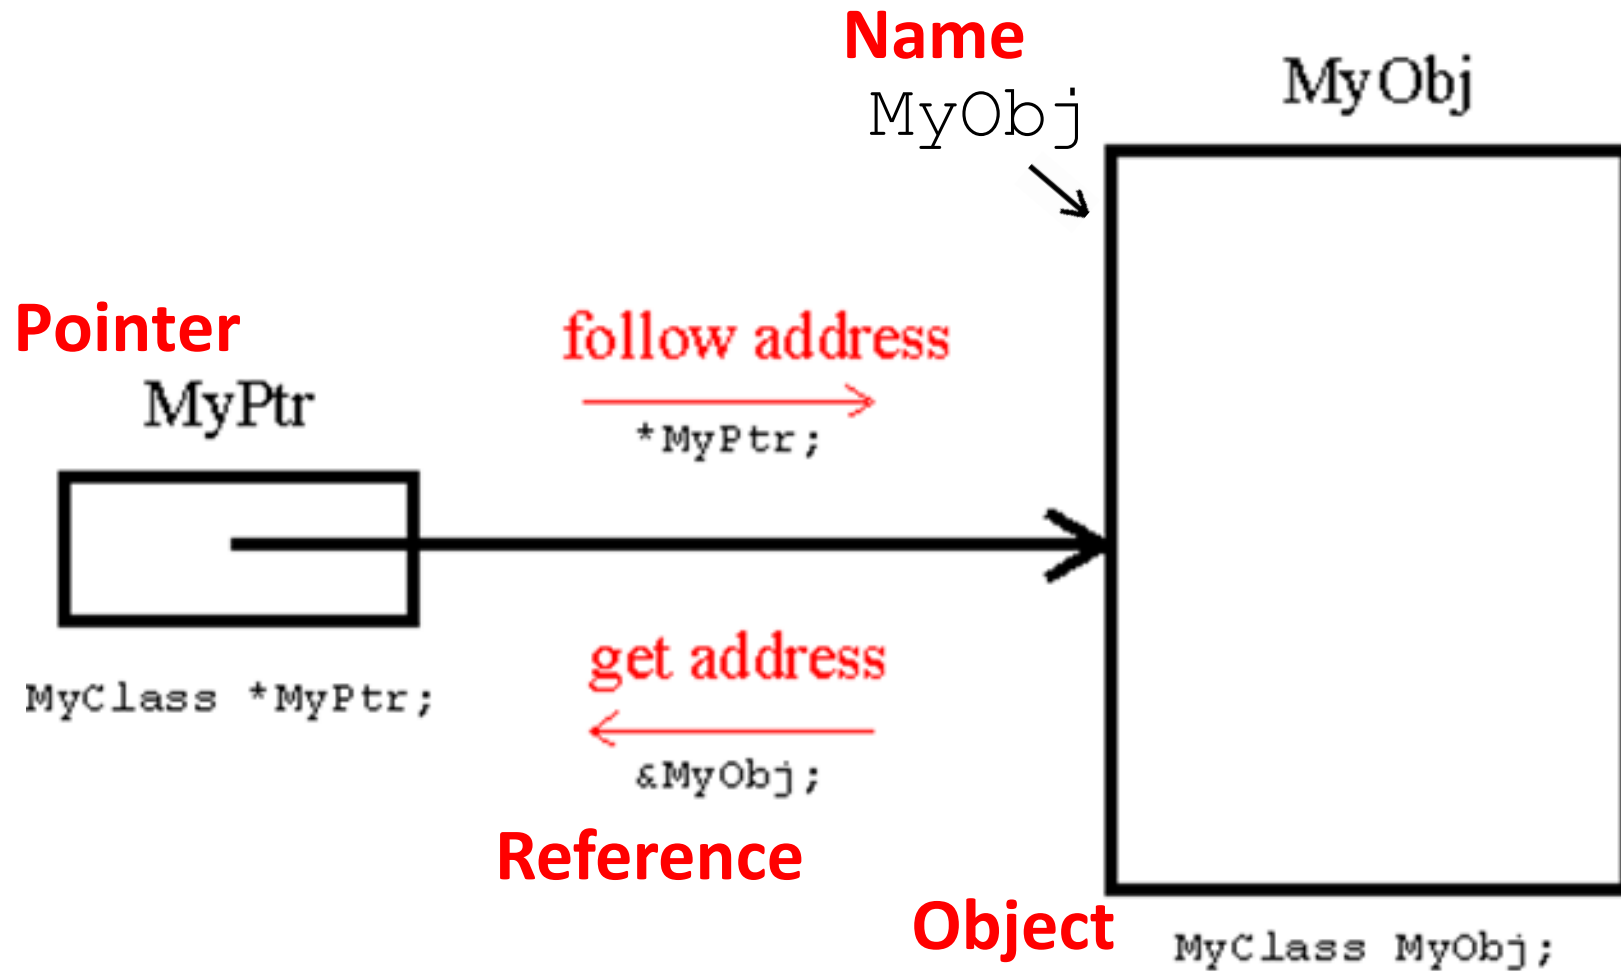 Name
MyObj
MyObj
Pointer
MyPtr
follow address
*MyPtr;
MyClass *MyPtr;
get address
&MyObj;
Reference
Object
MyClass MyObj;